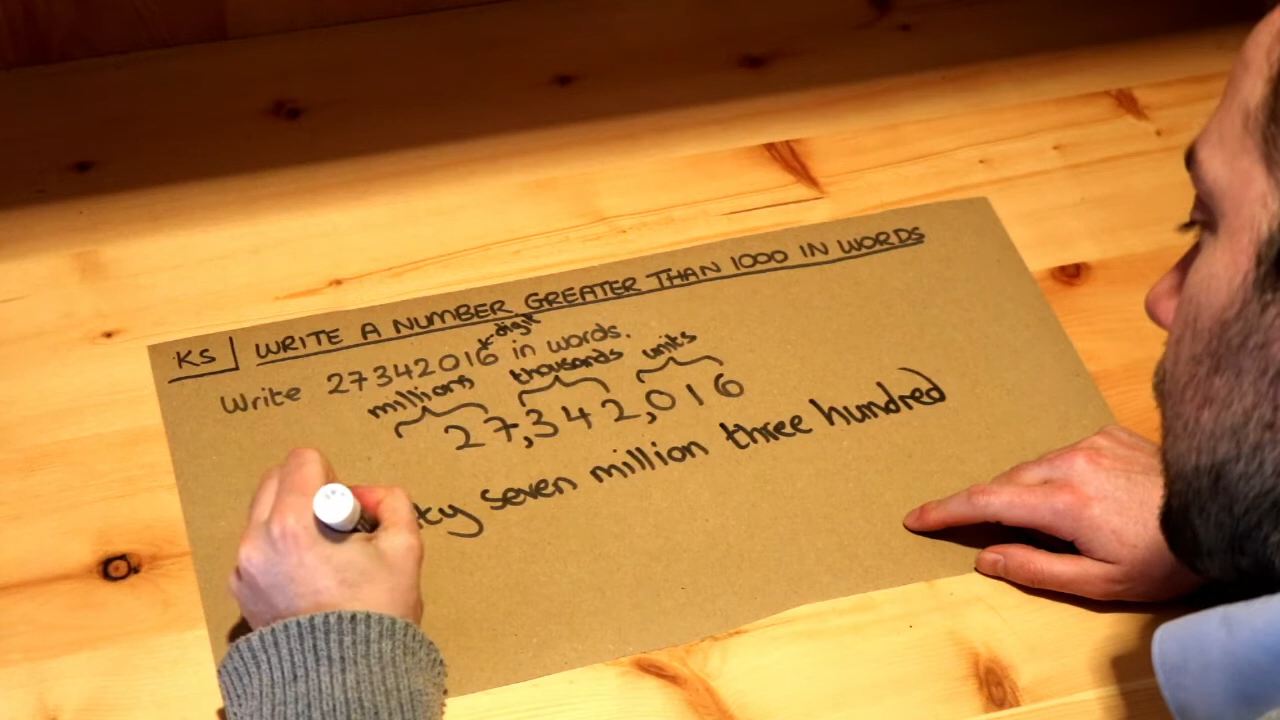 KS WRITE A NUMBER GREATER THAN 1000 IN WORDS
digit
Write 27342016 in words.
millions thousands units
27,342,016
ty seven million three hundred